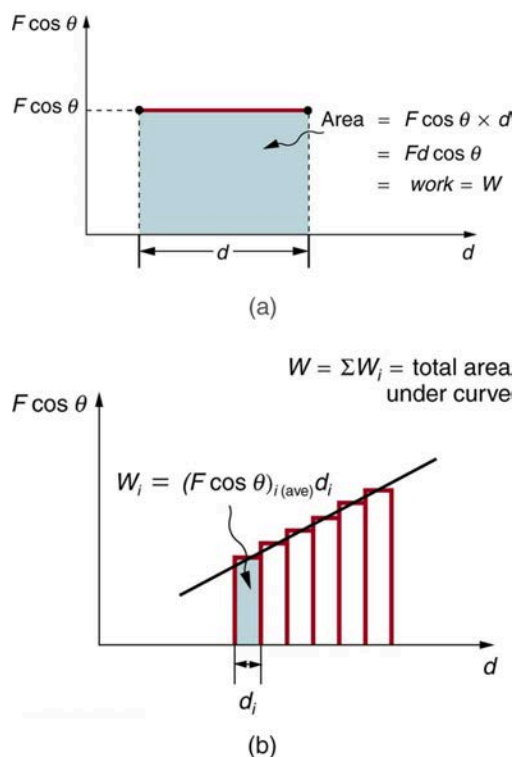 F cos θ
F cos θ
Area = F cos θ × d
= Fd cos θ
= work = W
d
d
(a)
W = ΣWᵢ = total area
under curve
F cos θ
Wᵢ = (F cos θ)ᵢ₍ₐᵥₑ₎dᵢ
d
dᵢ
(b)